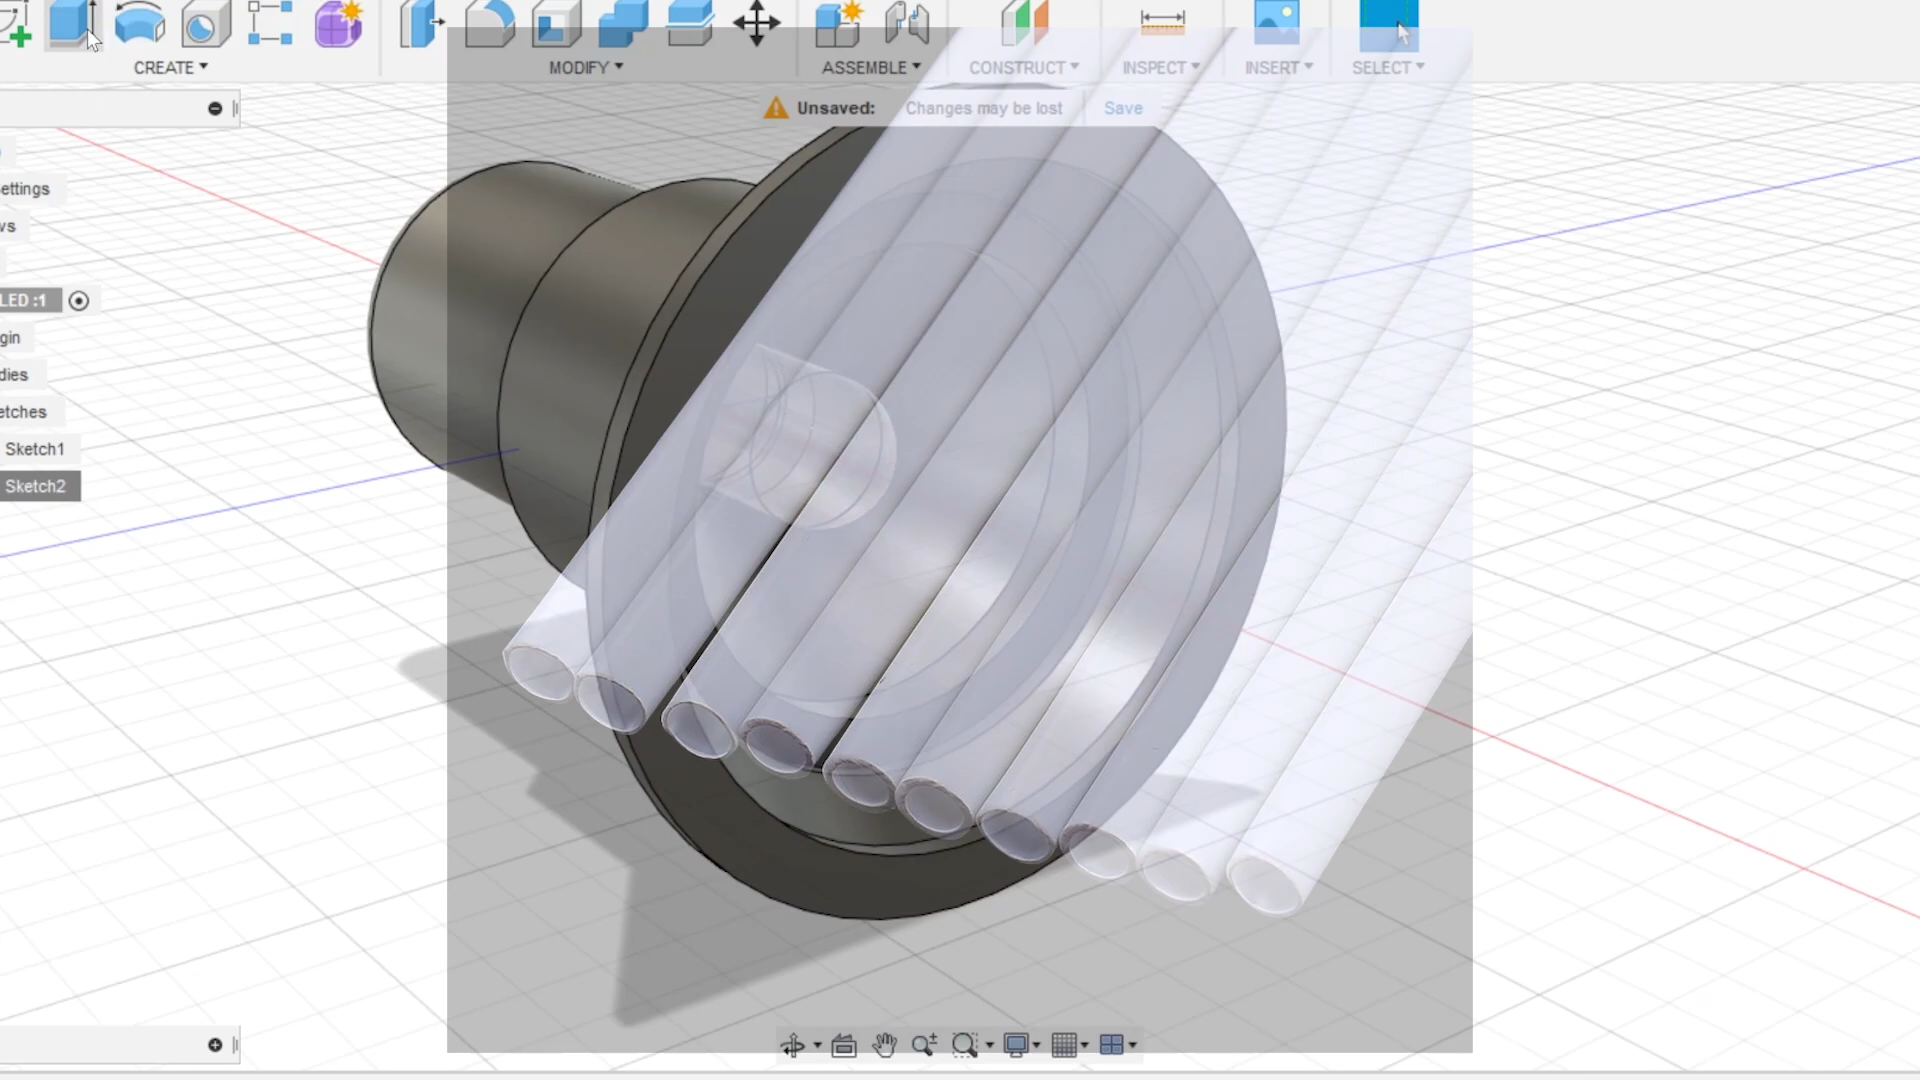 CREATE MODIFY ASSEMBLE CONSTRUCT INSPECT INSERT SELECT
Unsaved: Changes may be lost Save
ettings
ws
LED :1
gin
dies
etches
Sketch1
Sketch2